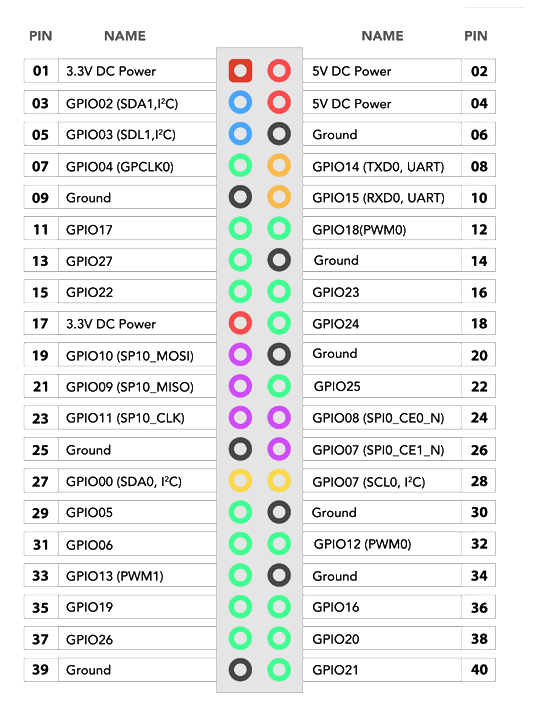 PIN NAME NAME PIN
01 3.3V DC Power 5V DC Power 02
03 GPIO02 (SDA1,I²C) 5V DC Power 04
05 GPIO03 (SDL1,I²C) Ground 06
07 GPIO04 (GPCLK0) GPIO14 (TXD0, UART) 08
09 Ground GPIO15 (RXD0, UART) 10
11 GPIO17 GPIO18(PWM0) 12
13 GPIO27 Ground 14
15 GPIO22 GPIO23 16
17 3.3V DC Power GPIO24 18
19 GPIO10 (SP10_MOSI) Ground 20
21 GPIO09 (SP10_MISO) GPIO25 22
23 GPIO11 (SP10_CLK) GPIO08 (SPI0_CE0_N) 24
25 Ground GPIO07 (SPI0_CE1_N) 26
27 GPIO00 (SDA0, I²C) GPIO07 (SCL0, I²C) 28
29 GPIO05 Ground 30
31 GPIO06 GPIO12 (PWM0) 32
33 GPIO13 (PWM1) Ground 34
35 GPIO19 GPIO16 36
37 GPIO26 GPIO20 38
39 Ground GPIO21 40